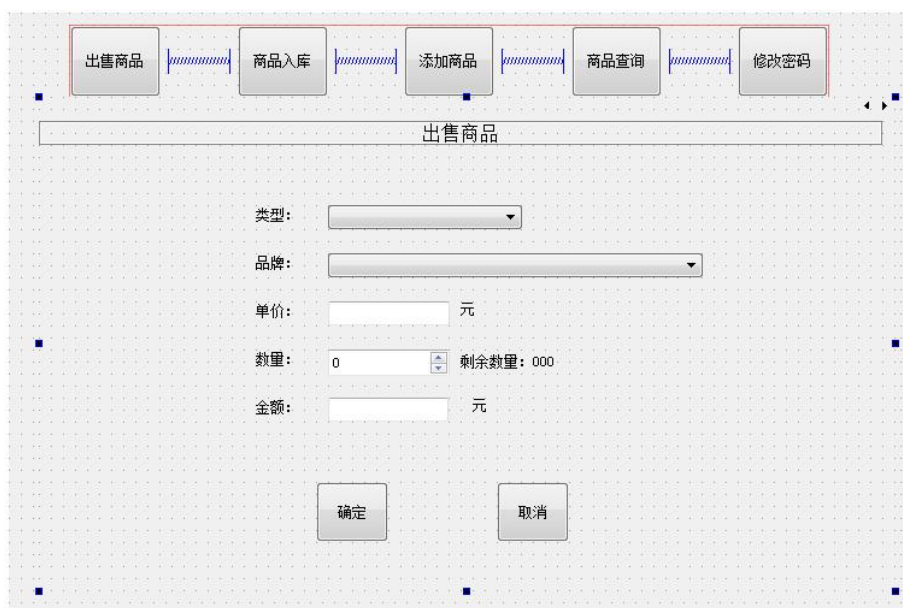 出售商品 商品入库 添加商品 商品查询 修改密码
出售商品
类型：
品牌：
单价： 元
数量： 0 剩余数量：000
金额： 元
确定 取消